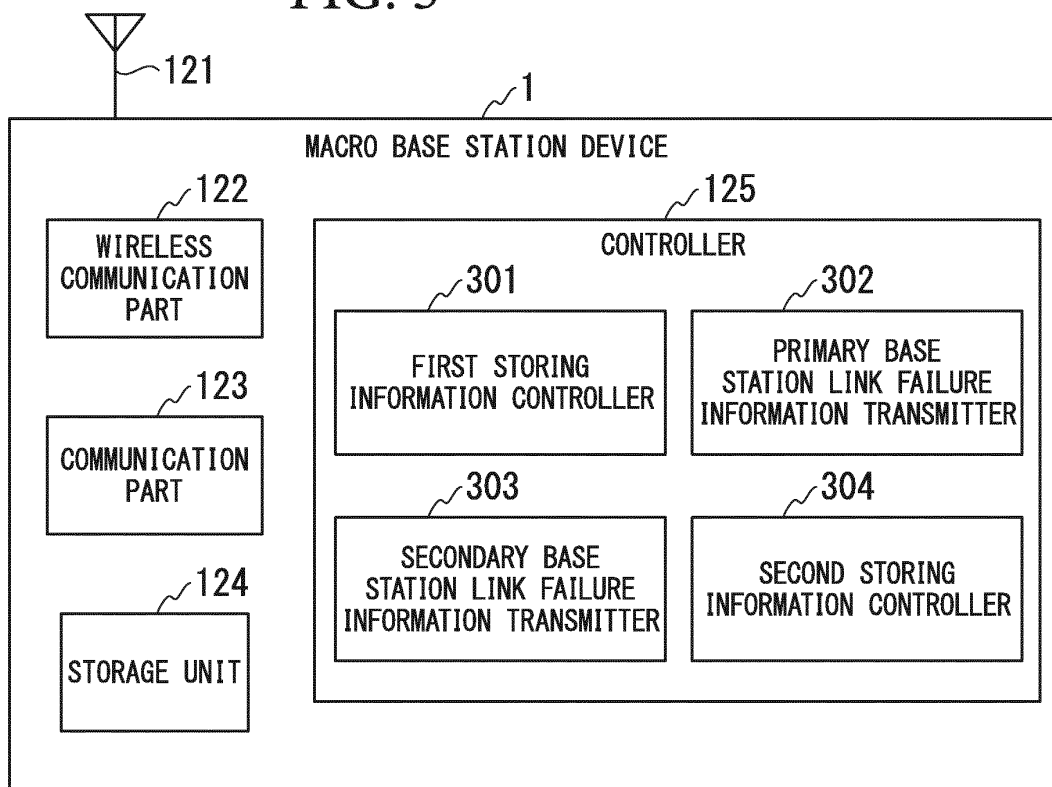 121
1
MACRO BASE STATION DEVICE
122
WIRELESS
COMMUNICATION
PART
125
CONTROLLER
301
FIRST STORING
INFORMATION CONTROLLER
302
PRIMARY BASE
STATION LINK FAILURE
INFORMATION TRANSMITTER
123
COMMUNICATION
PART
303
SECONDARY BASE
STATION LINK FAILURE
INFORMATION TRANSMITTER
304
SECOND STORING
INFORMATION CONTROLLER
124
STORAGE UNIT